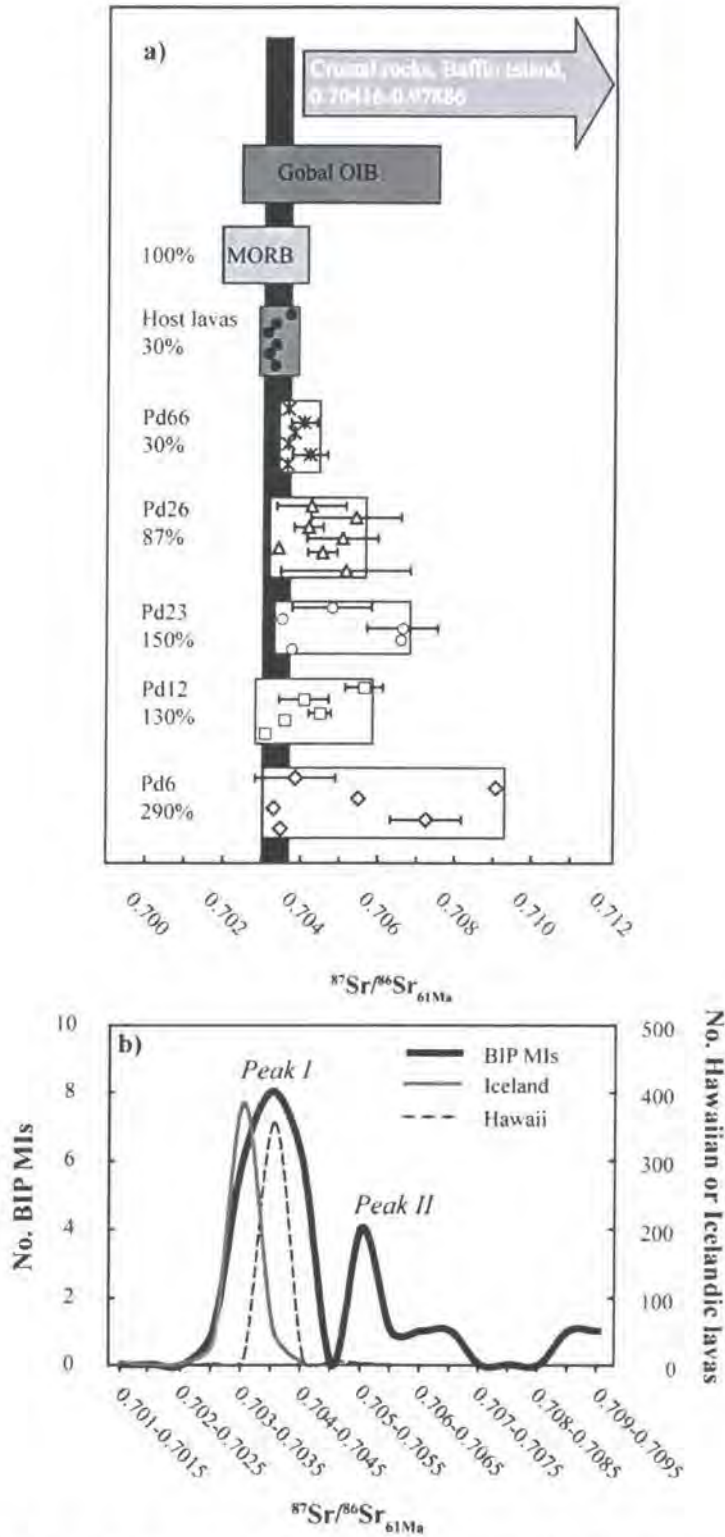 a)
Crustal rocks, Baffin Island,
0.70416-0.97886
Gobal OIB
100%
MORB
Host lavas
30%
Pd66
30%
Pd26
87%
Pd23
150%
Pd12
130%
Pd6
290%
0.700
0.702
0.704
0.706
0.708
0.710
0.712
⁸⁷Sr/⁸⁶Sr₆₁Ma
b)
Peak I
Peak II
BIP MIs
Iceland
Hawaii
No. BIP MIs
10
8
6
4
2
0
No. Hawaiian or Icelandic lavas
500
400
300
200
100
0
0.701-0.7015
0.702-0.7025
0.703-0.7035
0.704-0.7045
0.705-0.7055
0.706-0.7065
0.707-0.7075
0.708-0.7085
0.709-0.7095
⁸⁷Sr/⁸⁶Sr₆₁Ma